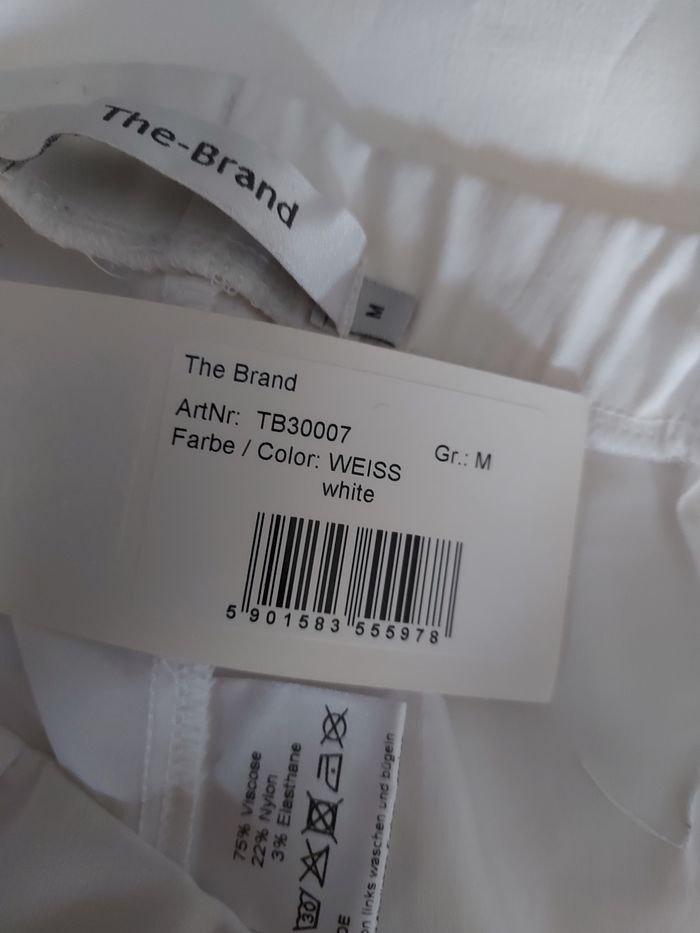 The-Brand
M
The Brand
ArtNr: TB30007
Gr.: M
Farbe / Color: WEISS
white
5 901583 555978
75% Viscose
22% Nylon
3% Elasthane
30
DE
links waschen und bügeln